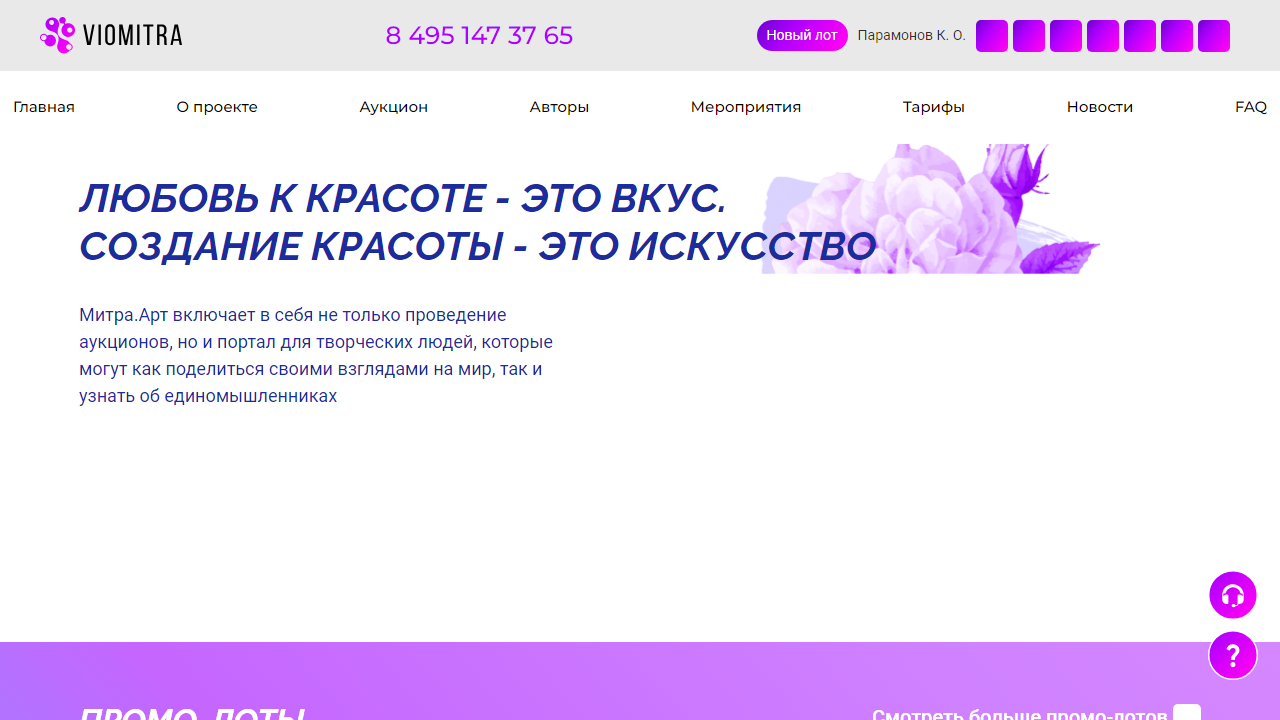 VIOMITRA
8 495 147 37 65
Новый лот
Парамонов К. О.
Главная
О проекте
Аукцион
Авторы
Мероприятия
Тарифы
Новости
FAQ
ЛЮБОВЬ К КРАСОТЕ - ЭТО ВКУС.
СОЗДАНИЕ КРАСОТЫ - ЭТО ИСКУССТВО
Митра.Арт включает в себя не только проведение
аукционов, но и портал для творческих людей, которые
могут как поделиться своими взглядами на мир, так и
узнать об единомышленниках
?
ПРОМО-ЛОТЫ
Смотреть больше промо-лотов